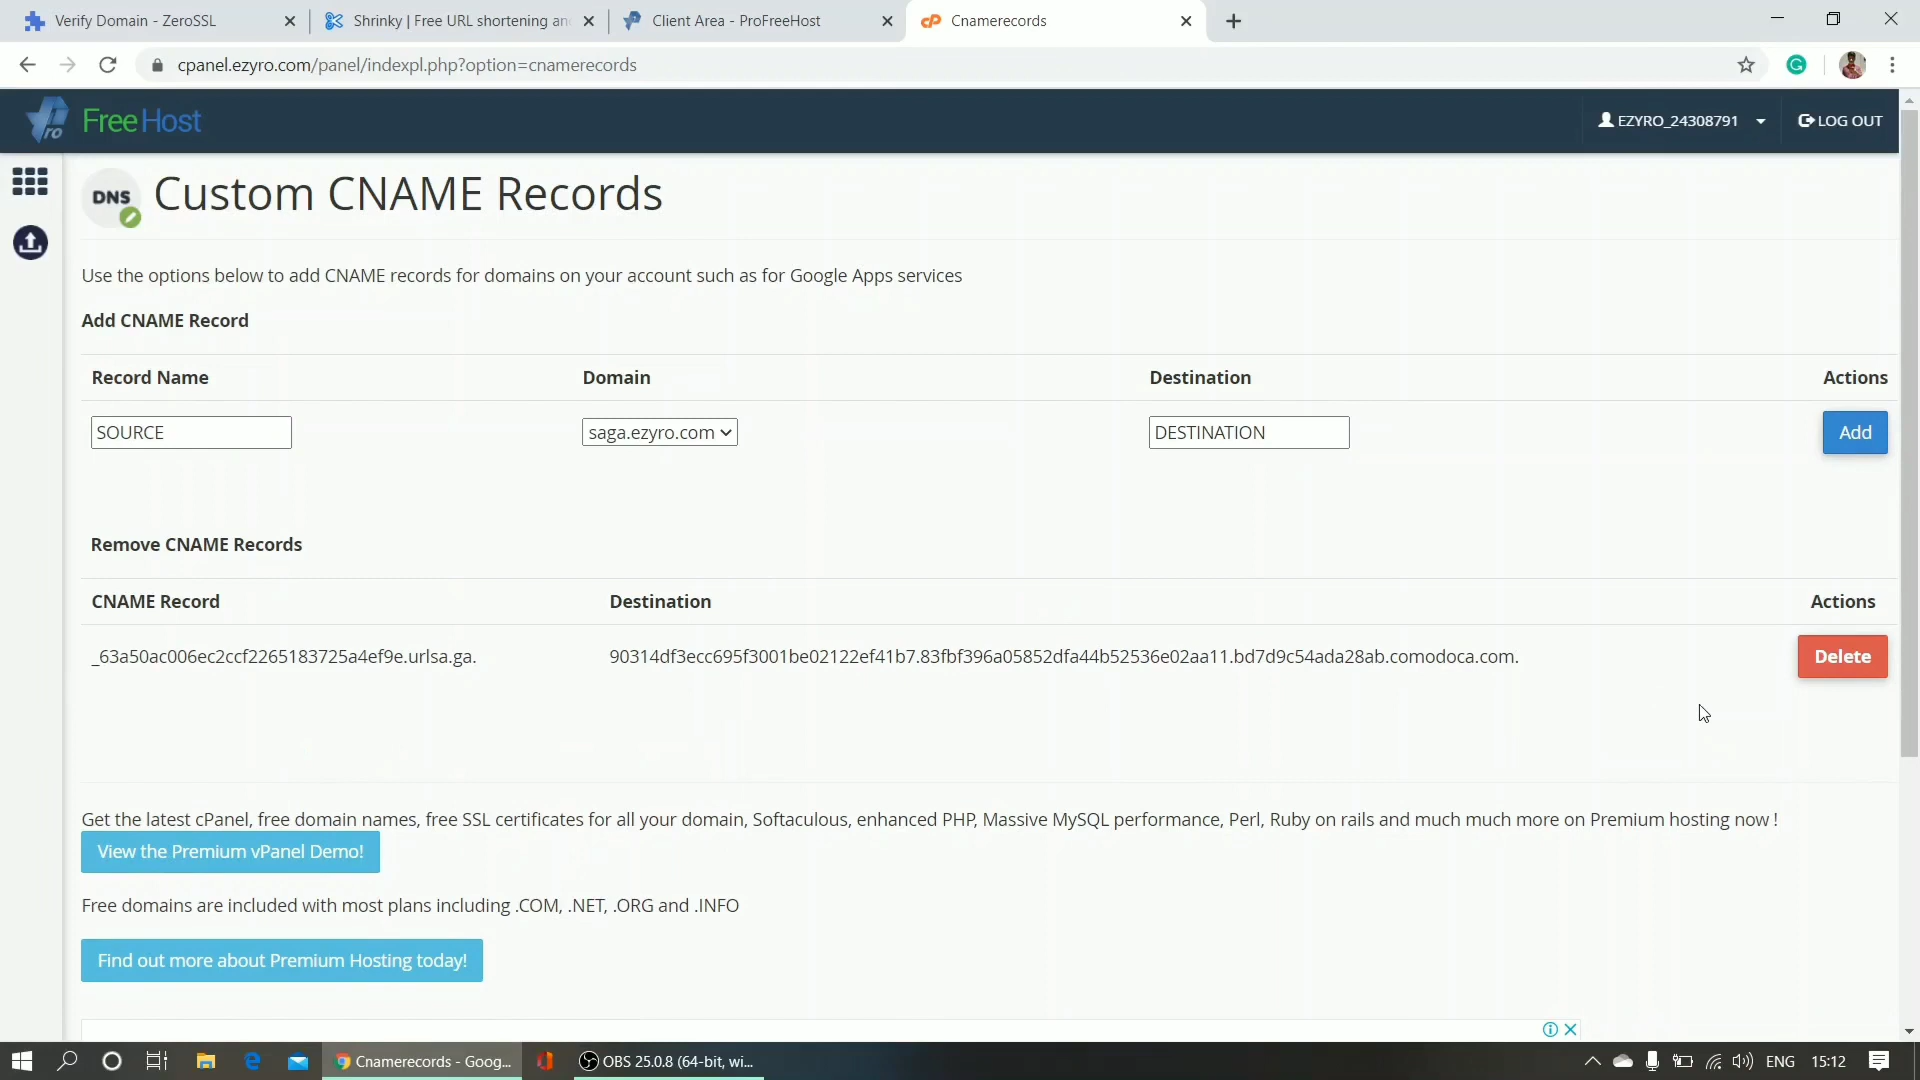 Verify Domain - ZeroSSL
Shrinky | Free URL shortening an
Client Area - ProFreeHost
Cnamerecords
cpanel.ezyro.com/panel/indexpl.php?option=cnamerecords
ro FreeHost
EZYRO_24308791
LOG OUT
DNS
Custom CNAME Records
Use the options below to add CNAME records for domains on your account such as for Google Apps services
Add CNAME Record
Record Name Domain Destination Actions
SOURCE saga.ezyro.com DESTINATION Add
Remove CNAME Records
CNAME Record Destination Actions
_63a50ac006ec2ccf2265183725a4ef9e.urlsa.ga. 90314df3ecc695f3001be02122ef41b7.83fbf396a05852dfa44b52536e02aa11.bd7d9c54ada28ab.comodoca.com. Delete
Get the latest cPanel, free domain names, free SSL certificates for all your domain, Softaculous, enhanced PHP, Massive MySQL performance, Perl, Ruby on rails and much much more on Premium hosting now !
View the Premium vPanel Demo!
Free domains are included with most plans including .COM, .NET, .ORG and .INFO
Find out more about Premium Hosting today!
Cnamerecords - Goog...
OBS 25.0.8 (64-bit, wi...
ENG
15:12